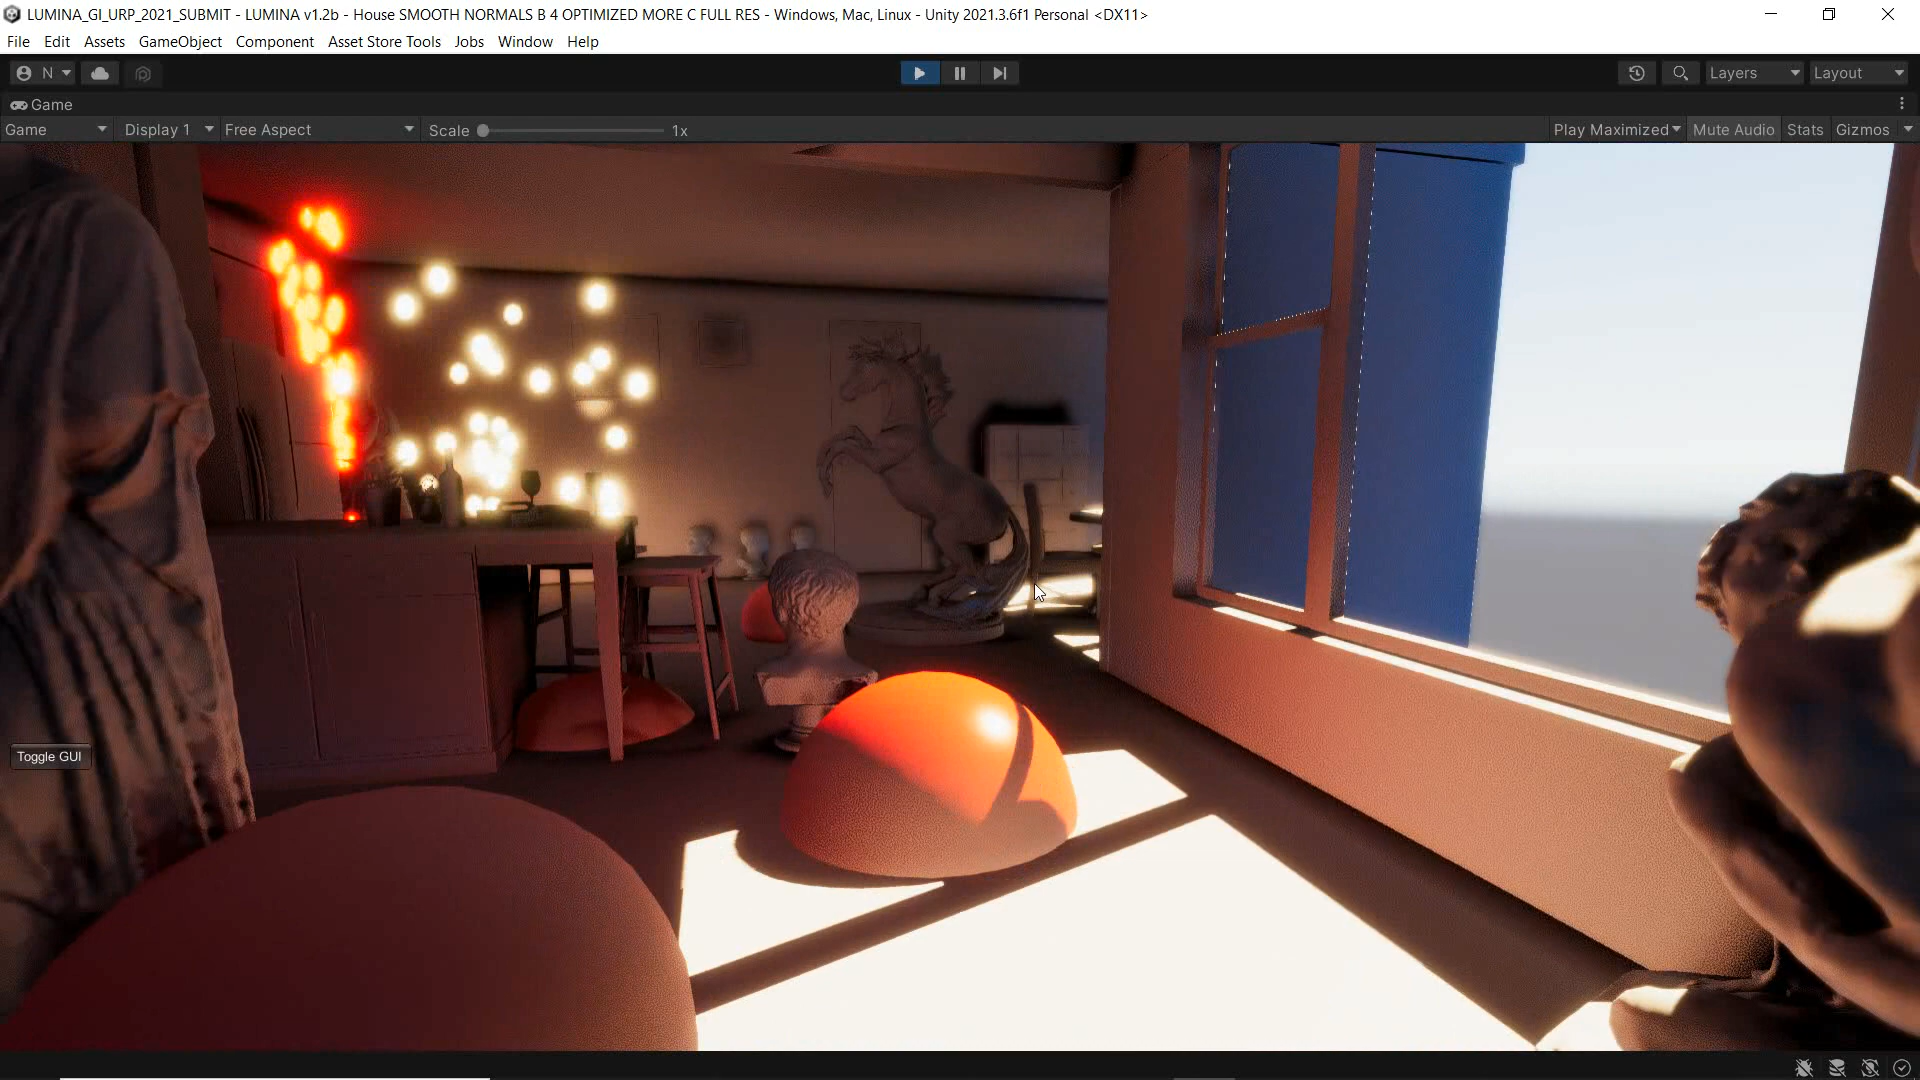 LUMINA_GI_URP_2021_SUBMIT - LUMINA v1.2b - House SMOOTH NORMALS B 4 OPTIMIZED MORE C FULL RES - Windows, Mac, Linux - Unity 2021.3.6f1 Personal <DX11>
File Edit Assets GameObject Component Asset Store Tools Jobs Window Help
N Layers Layout
Game
Game Display 1 Free Aspect Scale 1x Play Maximized Mute Audio Stats Gizmos
Toggle GUI